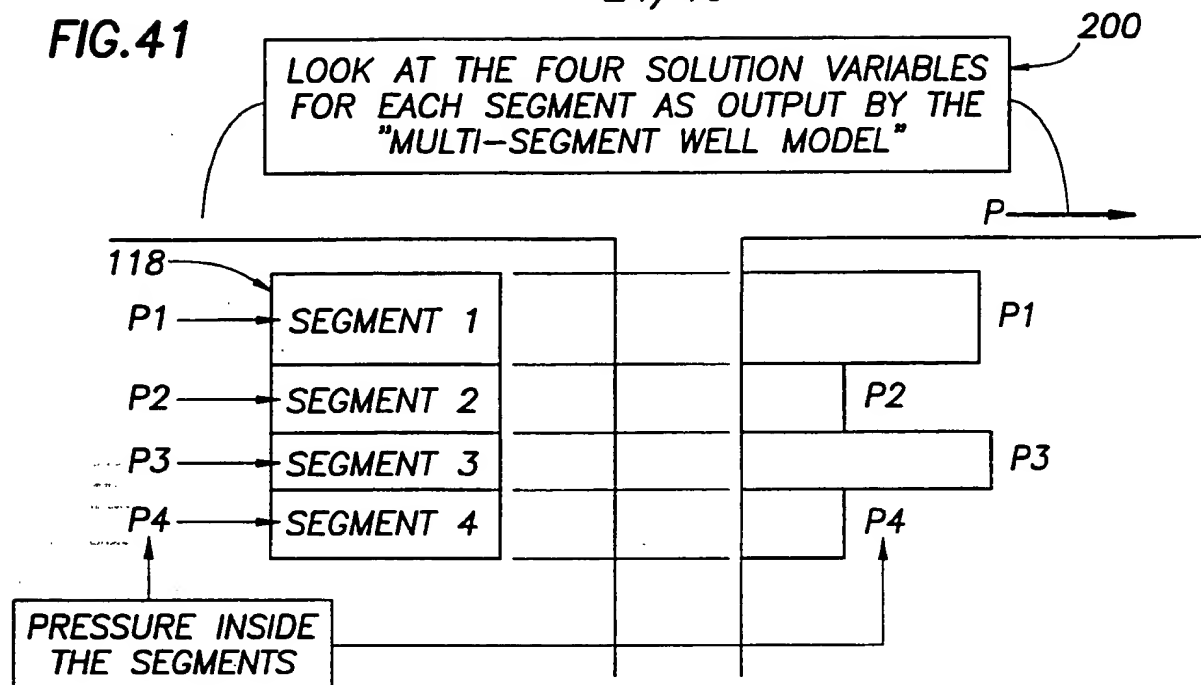 FIG.41
200
LOOK AT THE FOUR SOLUTION VARIABLES
FOR EACH SEGMENT AS OUTPUT BY THE
"MULTI-SEGMENT WELL MODEL"
P
118
P1
SEGMENT 1
P1
P2
SEGMENT 2
P2
P3
SEGMENT 3
P3
P4
SEGMENT 4
P4
PRESSURE INSIDE
THE SEGMENTS